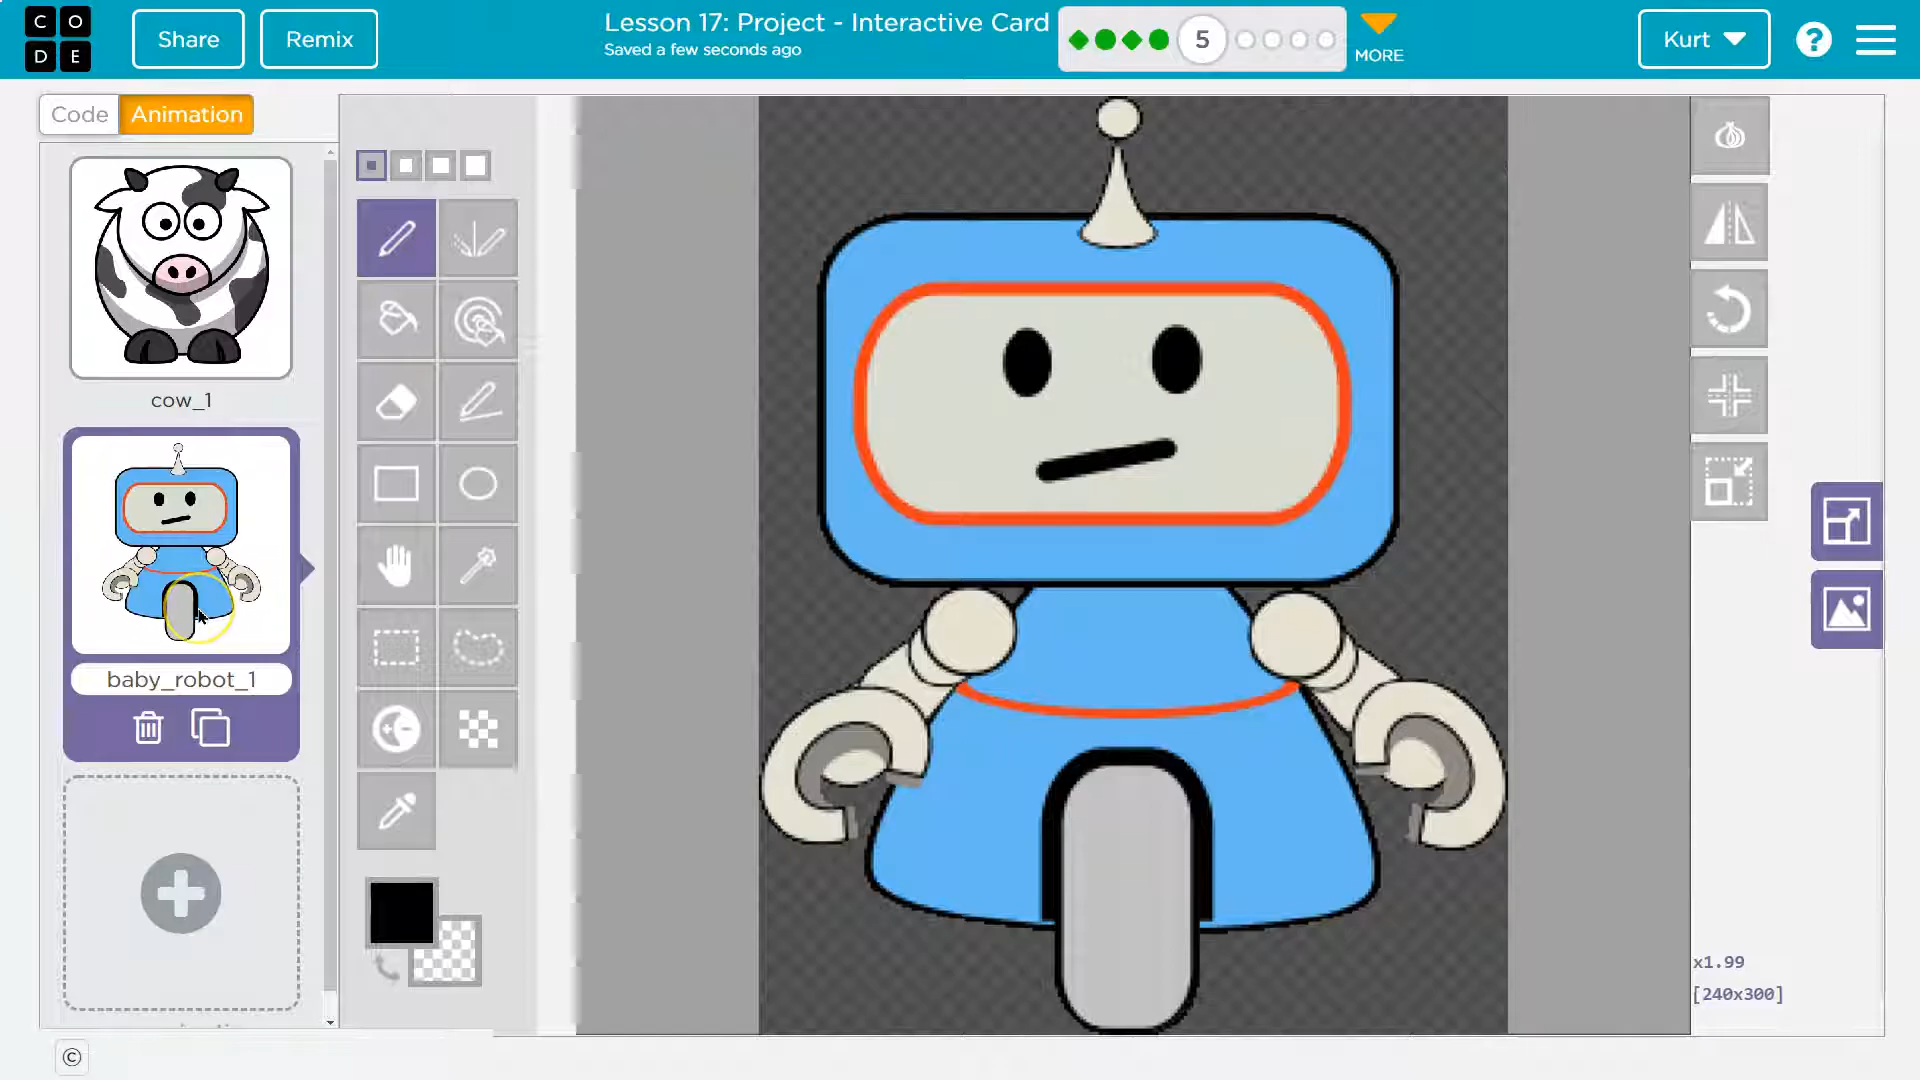 C O
D E
Share
Remix
Lesson 17: Project - Interactive Card
Saved a few seconds ago
5
MORE
Kurt
?
Code
Animation
cow_1
baby_robot_1
x1.99
[240x300]
©